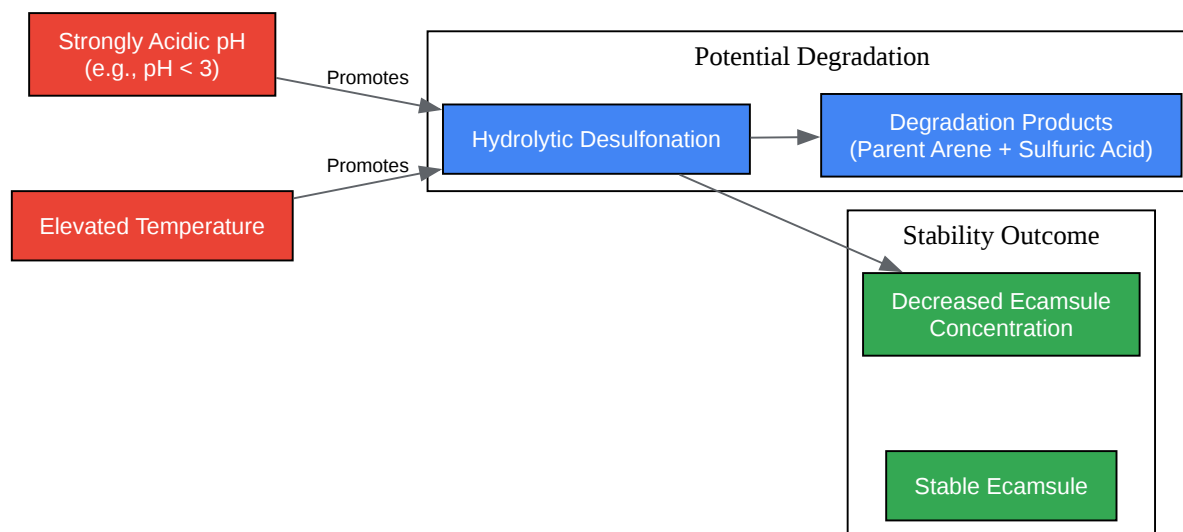 Strongly Acidic pH
(e.g., pH < 3)
Promotes
Potential Degradation
Hydrolytic Desulfonation
Degradation Products
(Parent Arene + Sulfuric Acid)
Promotes
Elevated Temperature
Stability Outcome
Decreased Ecamsule
Concentration
Stable Ecamsule